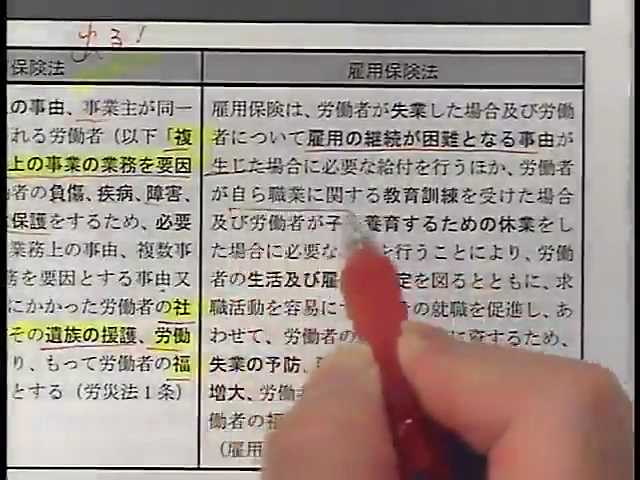 保険法
の事由、事業主が同一
れる労働者（以下「複
上の事業の業務を要因
者の負傷、疾病、障害、
保護をするため、必要
業務上の事由、複数事
務を要因とする事由又
にかかった労働者の社
その遺族の援護、労働
り、もって労働者の福
とする（労災法１条）
雇用保険法
雇用保険は、労働者が失業した場合及び労働
者について雇用の継続が困難となる事由が
生じた場合に必要な給付を行うほか、労働者
が自ら職業に関する教育訓練を受けた場合
及び労働者が子 養育するための休業をし
た場合に必要な を行うことにより、労働
者の生活及び雇 定を図るとともに、求
職活動を容易に の就職を促進し、あ
わせて、労働者の に資するため、
失業の予防、
増大、労働
働者の福
（雇用